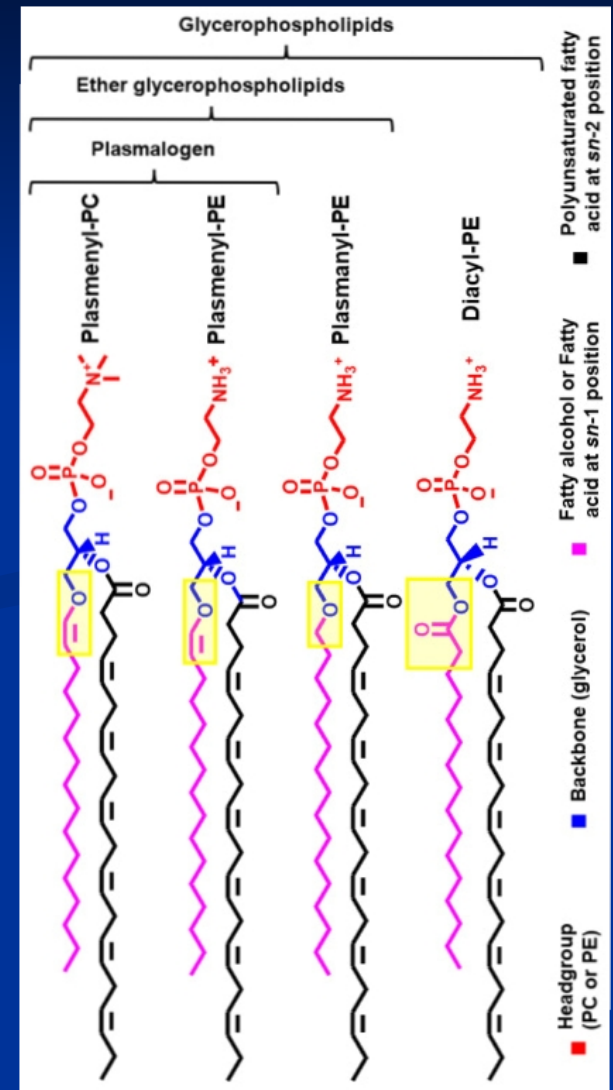 Glycerophospholipids
Ether glycerophospholipids
Plasmalogen
Plasmenyl-PC
Plasmenyl-PE
Plasmanyl-PE
Diacyl-PE
O
O
P
O
O
N+
O
O
H
O
O
−
O
O
P
O
O
NH3+
O
O
H
O
O
−
O
O
P
O
O
NH3+
O
O
H
O
O
−
O
O
P
O
O
NH3+
O
O
H
O
O
−
Headgroup
(PC or PE)
Backbone (glycerol)
Fatty alcohol or Fatty
acid at sn-1 position
Polyunsaturated fatty
acid at sn-2 position